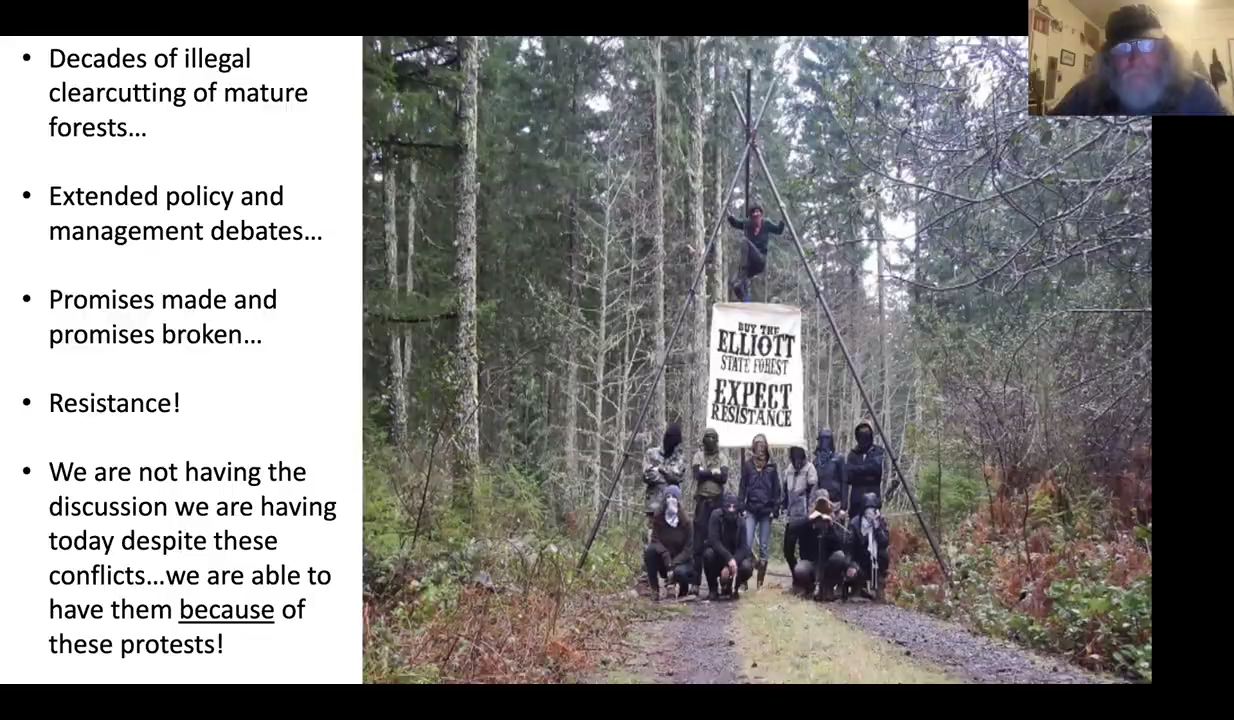 • Decades of illegal
clearcutting of mature
forests…
• Extended policy and
management debates…
• Promises made and
promises broken…
• Resistance!
• We are not having the
discussion we are having
today despite these
conflicts…we are able to
have them because of
these protests!
BUY THE
ELLIOTT
STATE FOREST
EXPECT
RESISTANCE